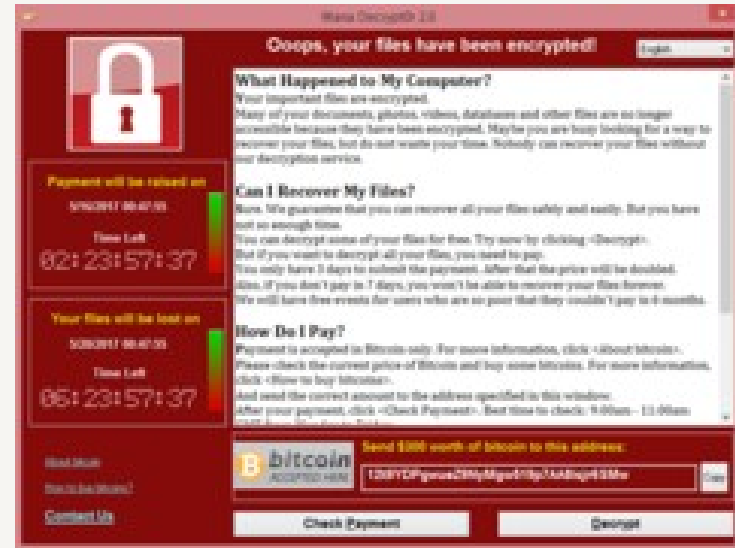 Wana Decrypt0r 2.0
Ooops, your files have been encrypted!
English
What Happened to My Computer?
Your important files are encrypted.
Many of your documents, photos, videos, databases and other files are no longer
accessible because they have been encrypted. Maybe you are busy looking for a way to
recover your files, but do not waste your time. Nobody can recover your files without
our decryption service.
Payment will be raised on
00:47:55
Time Left
02:23:57:37
Can I Recover My Files?
Sure. We guarantee that you can recover all your files safely and easily. But you have
not so enough time.
You can decrypt some of your files for free. Try now by clicking <Decrypt>.
But if you want to decrypt all your files, you need to pay.
You only have 3 days to submit the payment. After that the price will be doubled.
Also, if you don't pay in 7 days, you won't be able to recover your files forever.
We will have free events for users who are so poor that they couldn't pay in 6 months.
Your files will be lost on
5/20/2017 00:47:55
Time Left
06:23:57:37
How Do I Pay?
Payment is accepted in Bitcoin only. For more information, click <About bitcoin>.
Please check the current price of Bitcoin and buy some bitcoins. For more information,
click <How to buy bitcoins>.
And send the correct amount to the address specified in this window.
After your payment, click <Check Payment>. Best time to check: 9:00am - 11:00am
About bitcoin
How to buy bitcoins?
Contact Us
bitcoin
ACCEPTED HERE
Send $300 worth of bitcoin to this address:
Copy
Check Payment
Decrypt